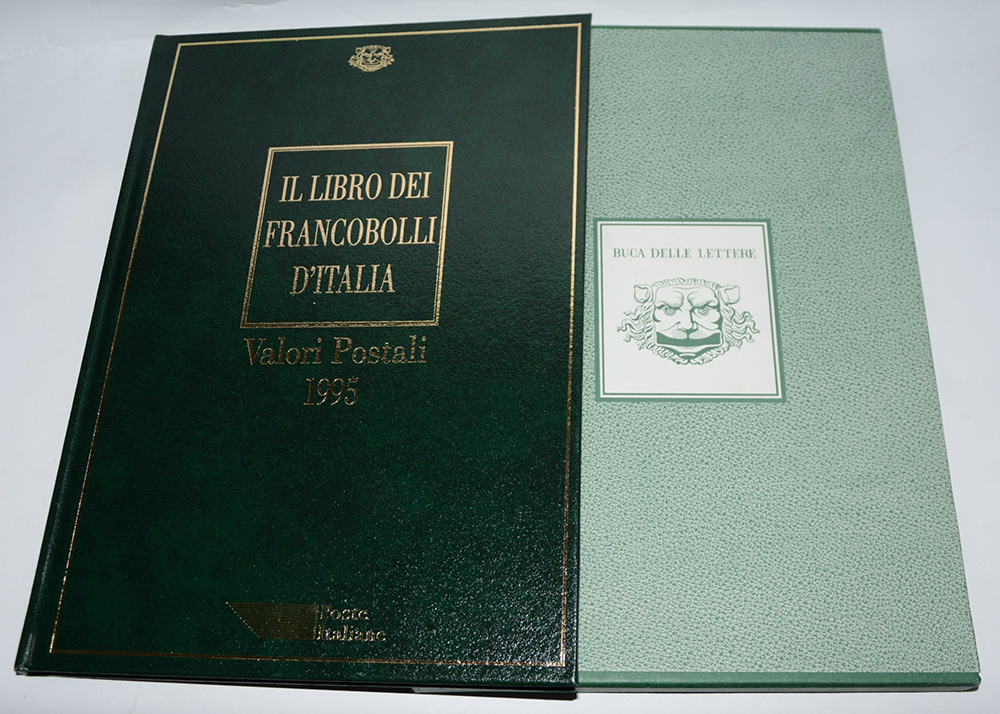 IL LIBRO DEI
FRANCOBOLLI
D'ITALIA
Valori Postali
1995
Poste
Italiane
BUCA DELLE LETTERE